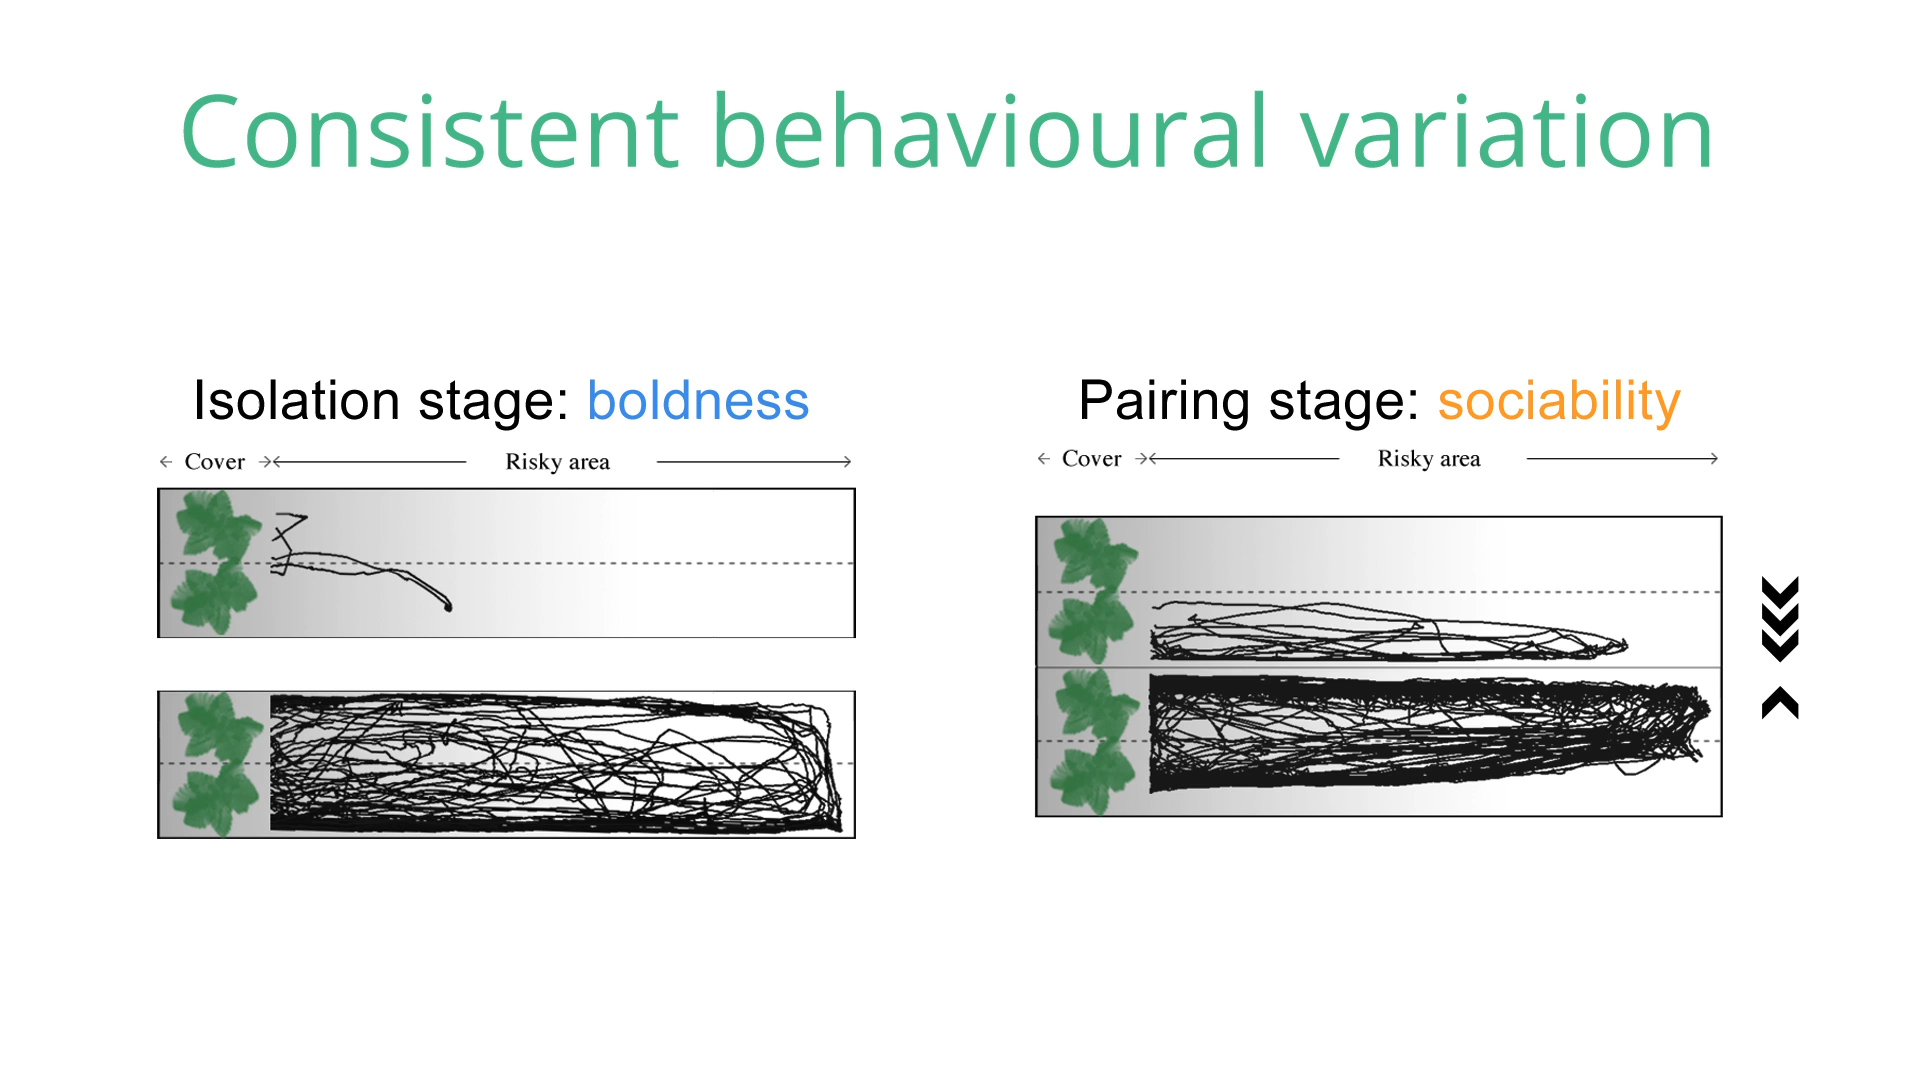 Consistent behavioural variation
Isolation stage: boldness
Cover Risky area
Pairing stage: sociability
Cover Risky area